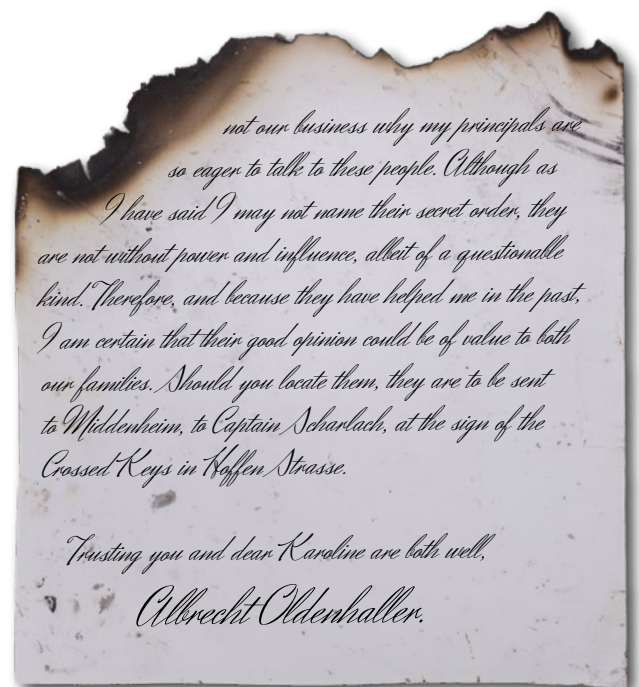 not our business why my principals are
so eager to talk to these people. Although as
I have said I may not name their secret order, they
are not without power and influence, albeit of a questionable
kind. Therefore, and because they have helped me in the past,
I am certain that their good opinion could be of value to both
our families. Should you locate them, they are to be sent
to Middenheim, to Captain Scharlach, at the sign of the
Crossed Keys in Hoffen Strasse.
Trusting you and dear Karoline are both well,
Albrecht Oldenhaller.